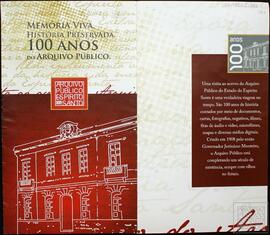 MEMÓRIA VIVA,
HISTÓRIA PRESERVADA.
100 ANOS
DO ARQUIVO PÚBLICO.
ARQUIVO
PÚBLICO
ESPÍRITO
SANTO
100
anos
Uma visita ao acervo do Arquivo
Público do Estado do Espírito
Santo é uma verdadeira viagem no
tempo. São 100 anos de história
contados por meio de documentos,
cartas, fotografias, negativos, filmes,
fitas de áudio e vídeo, microfilmes,
mapas e diversas mídias digitais.
Criado em 1908 pelo então
Governador Jerônimo Monteiro,
o Arquivo Público está
completando um século de
existência, sempre com olhos
no futuro.